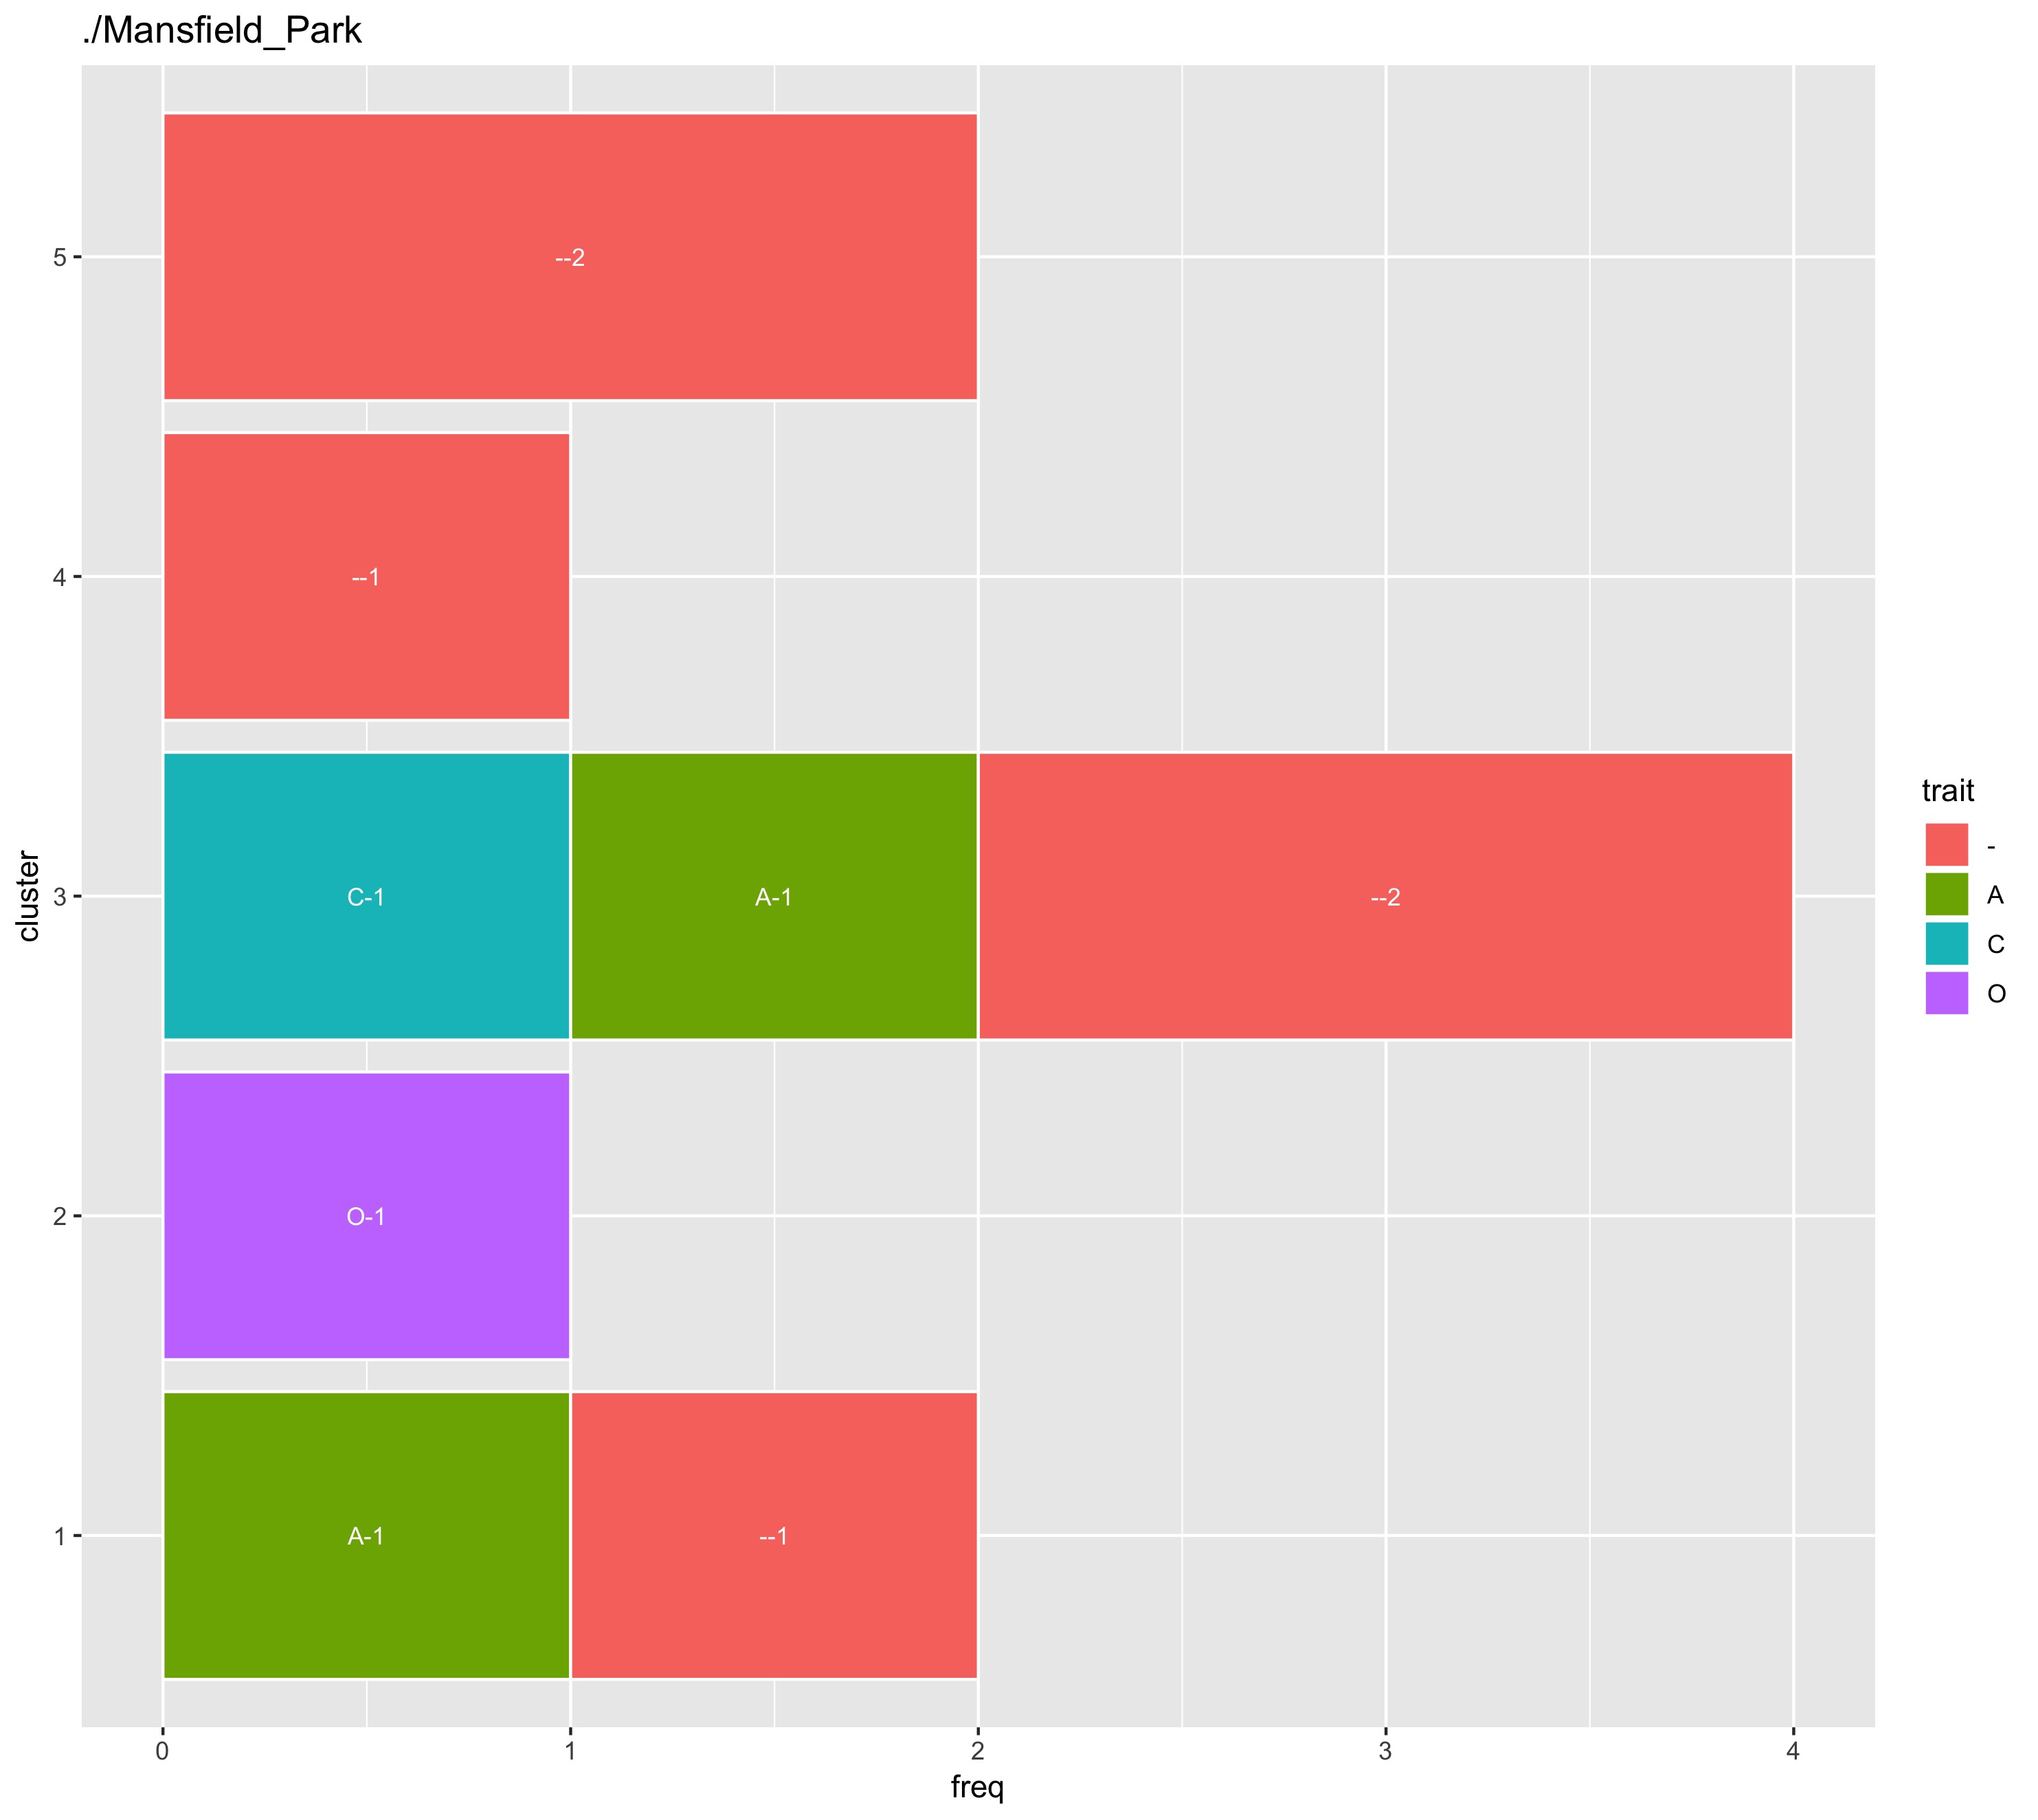 ./Mansfield_Park
cluster
5
--2
4
--1
3
C-1
A-1
--2
2
O-1
1
A-1
--1
0
1
2
3
4
freq
trait
-
A
C
O